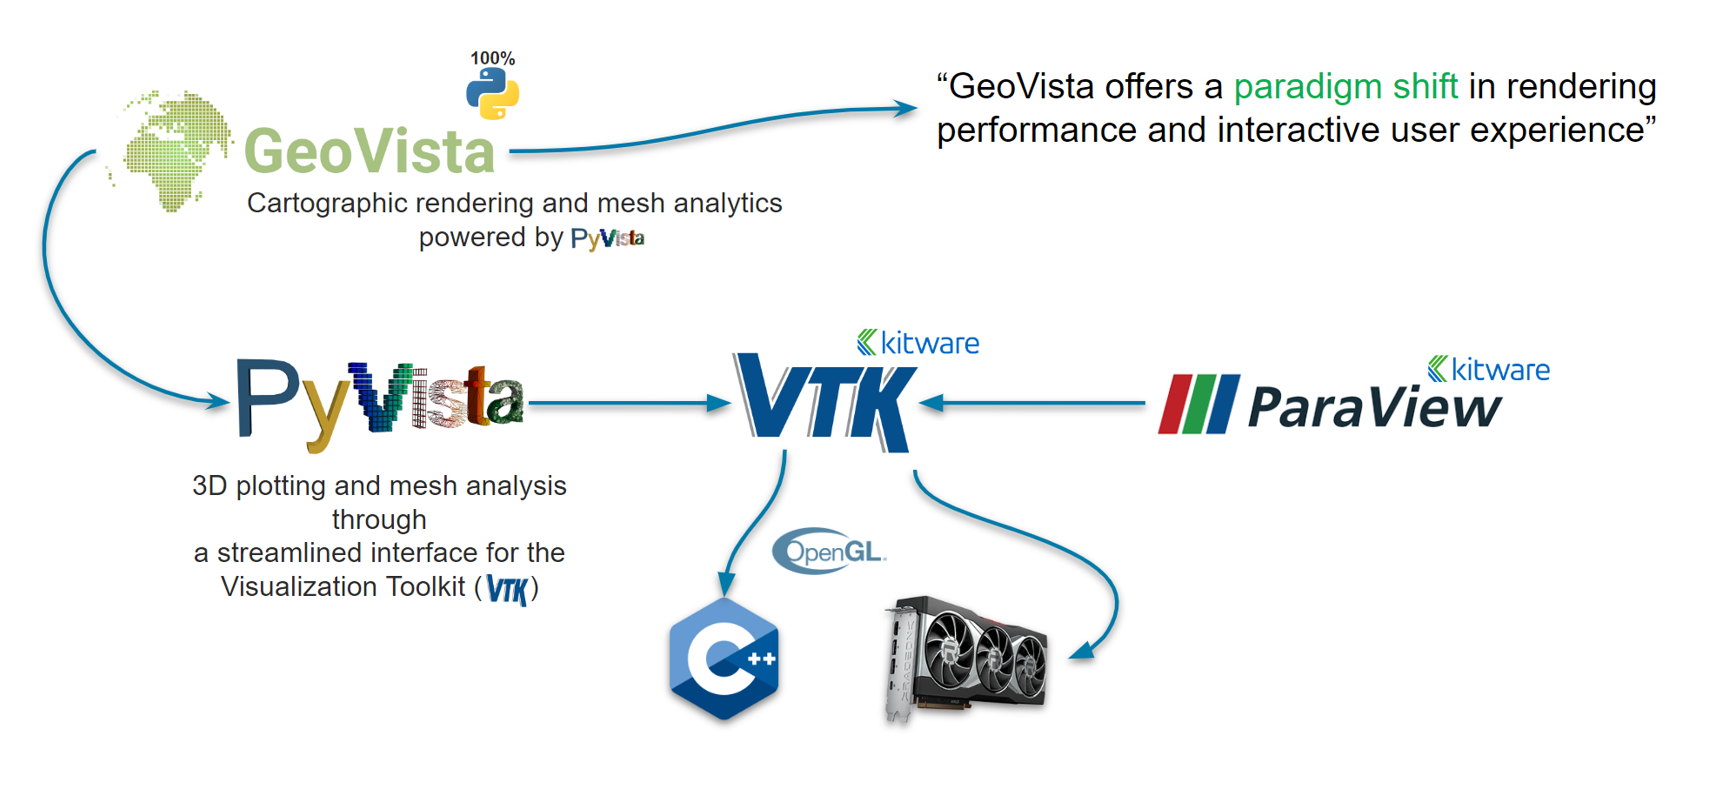 100%
GeoVista
Cartographic rendering and mesh analytics
powered by PyVista
“GeoVista offers a paradigm shift in rendering
performance and interactive user experience”
PyVista
3D plotting and mesh analysis
through
a streamlined interface for the
Visualization Toolkit (VTK)
kitware
VTK
kitware
ParaView
OpenGL
C++
RADEON
R
R
R